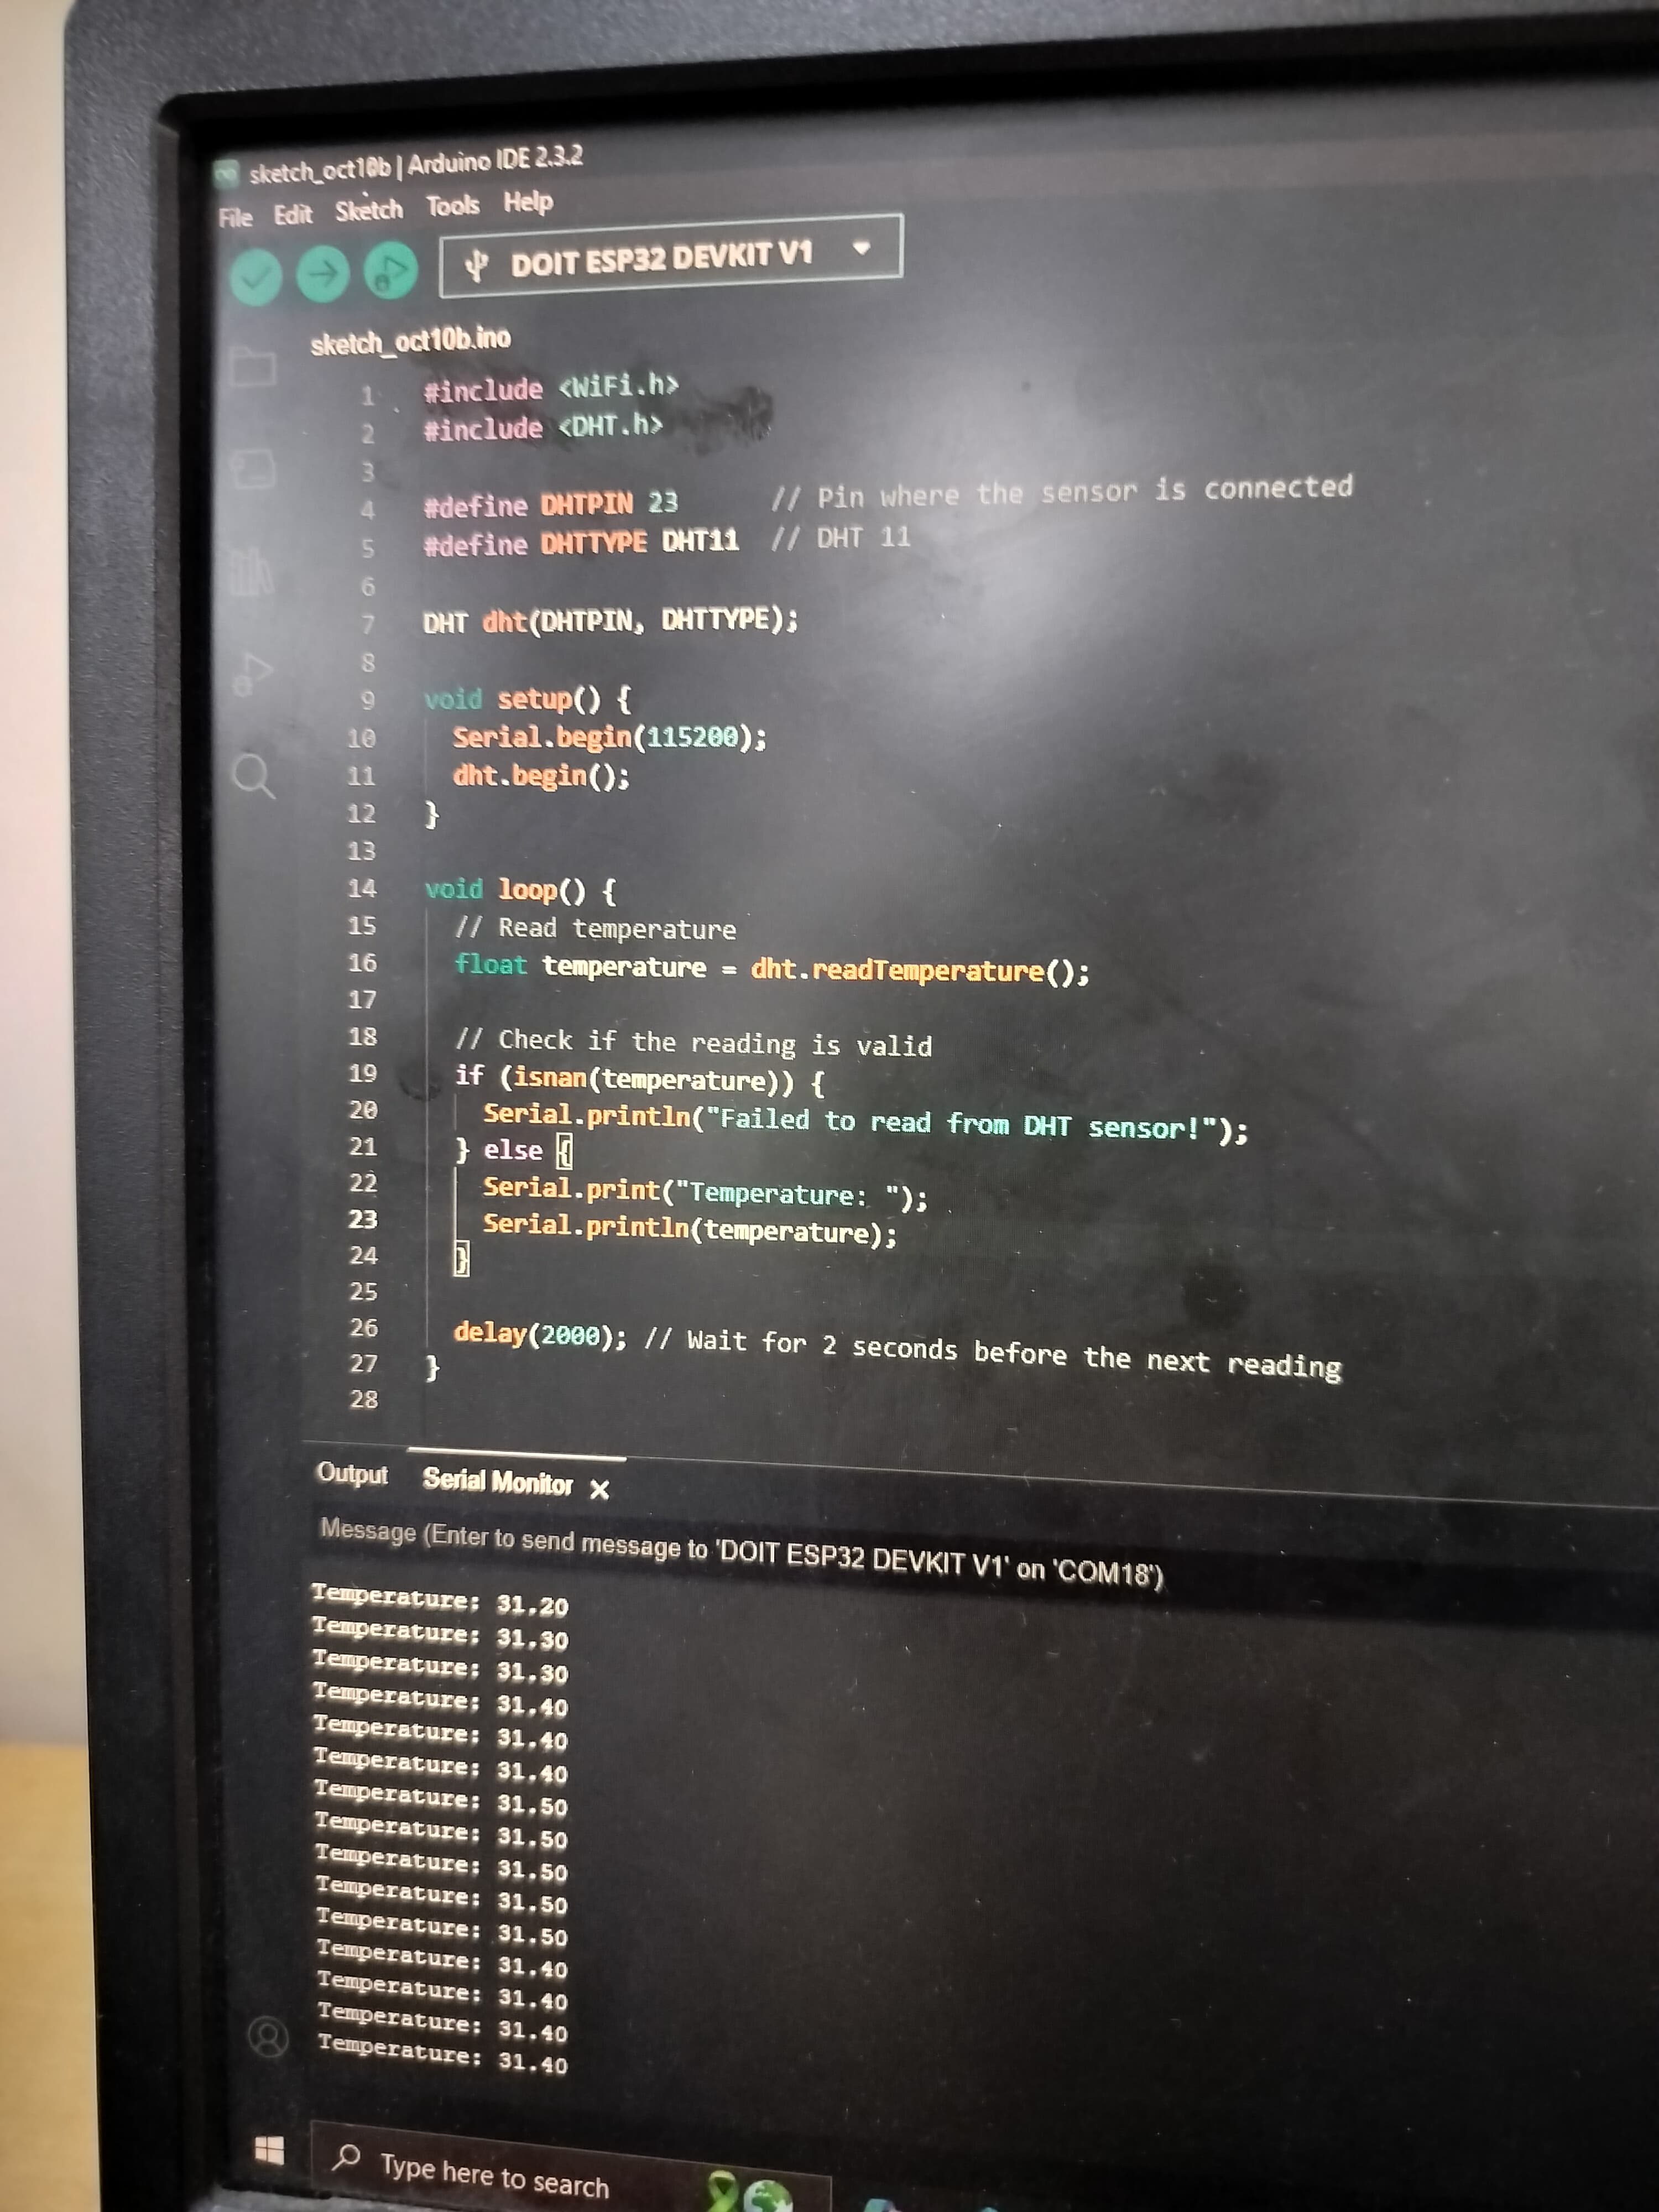 sketch_oct10b | Arduino IDE 2.3.2
File Edit Sketch Tools Help
DOIT ESP32 DEVKIT V1
sketch_oct10b.ino
1 #include <WiFi.h>
2 #include <DHT.h>
3
4 #define DHTPIN 23 // Pin where the sensor is connected
5 #define DHTTYPE DHT11 // DHT 11
6
7 DHT dht(DHTPIN, DHTTYPE);
8
9 void setup() {
10 Serial.begin(115200);
11 dht.begin();
12 }
13
14 void loop() {
15 // Read temperature
16 float temperature = dht.readTemperature();
17
18 // Check if the reading is valid
19 if (isnan(temperature)) {
20 Serial.println("Failed to read from DHT sensor!");
21 } else {
22 Serial.print("Temperature: ");
23 Serial.println(temperature);
24 }
25
26 delay(2000); // Wait for 2 seconds before the next reading
27 }
28
Output Serial Monitor
Message (Enter to send message to 'DOIT ESP32 DEVKIT V1' on 'COM18')
Temperature: 31.20
Temperature: 31.30
Temperature: 31.30
Temperature: 31.40
Temperature: 31.40
Temperature: 31.40
Temperature: 31.50
Temperature: 31.50
Temperature: 31.50
Temperature: 31.50
Temperature: 31.50
Temperature: 31.40
Temperature: 31.40
Temperature: 31.40
Temperature: 31.40
Type here to search